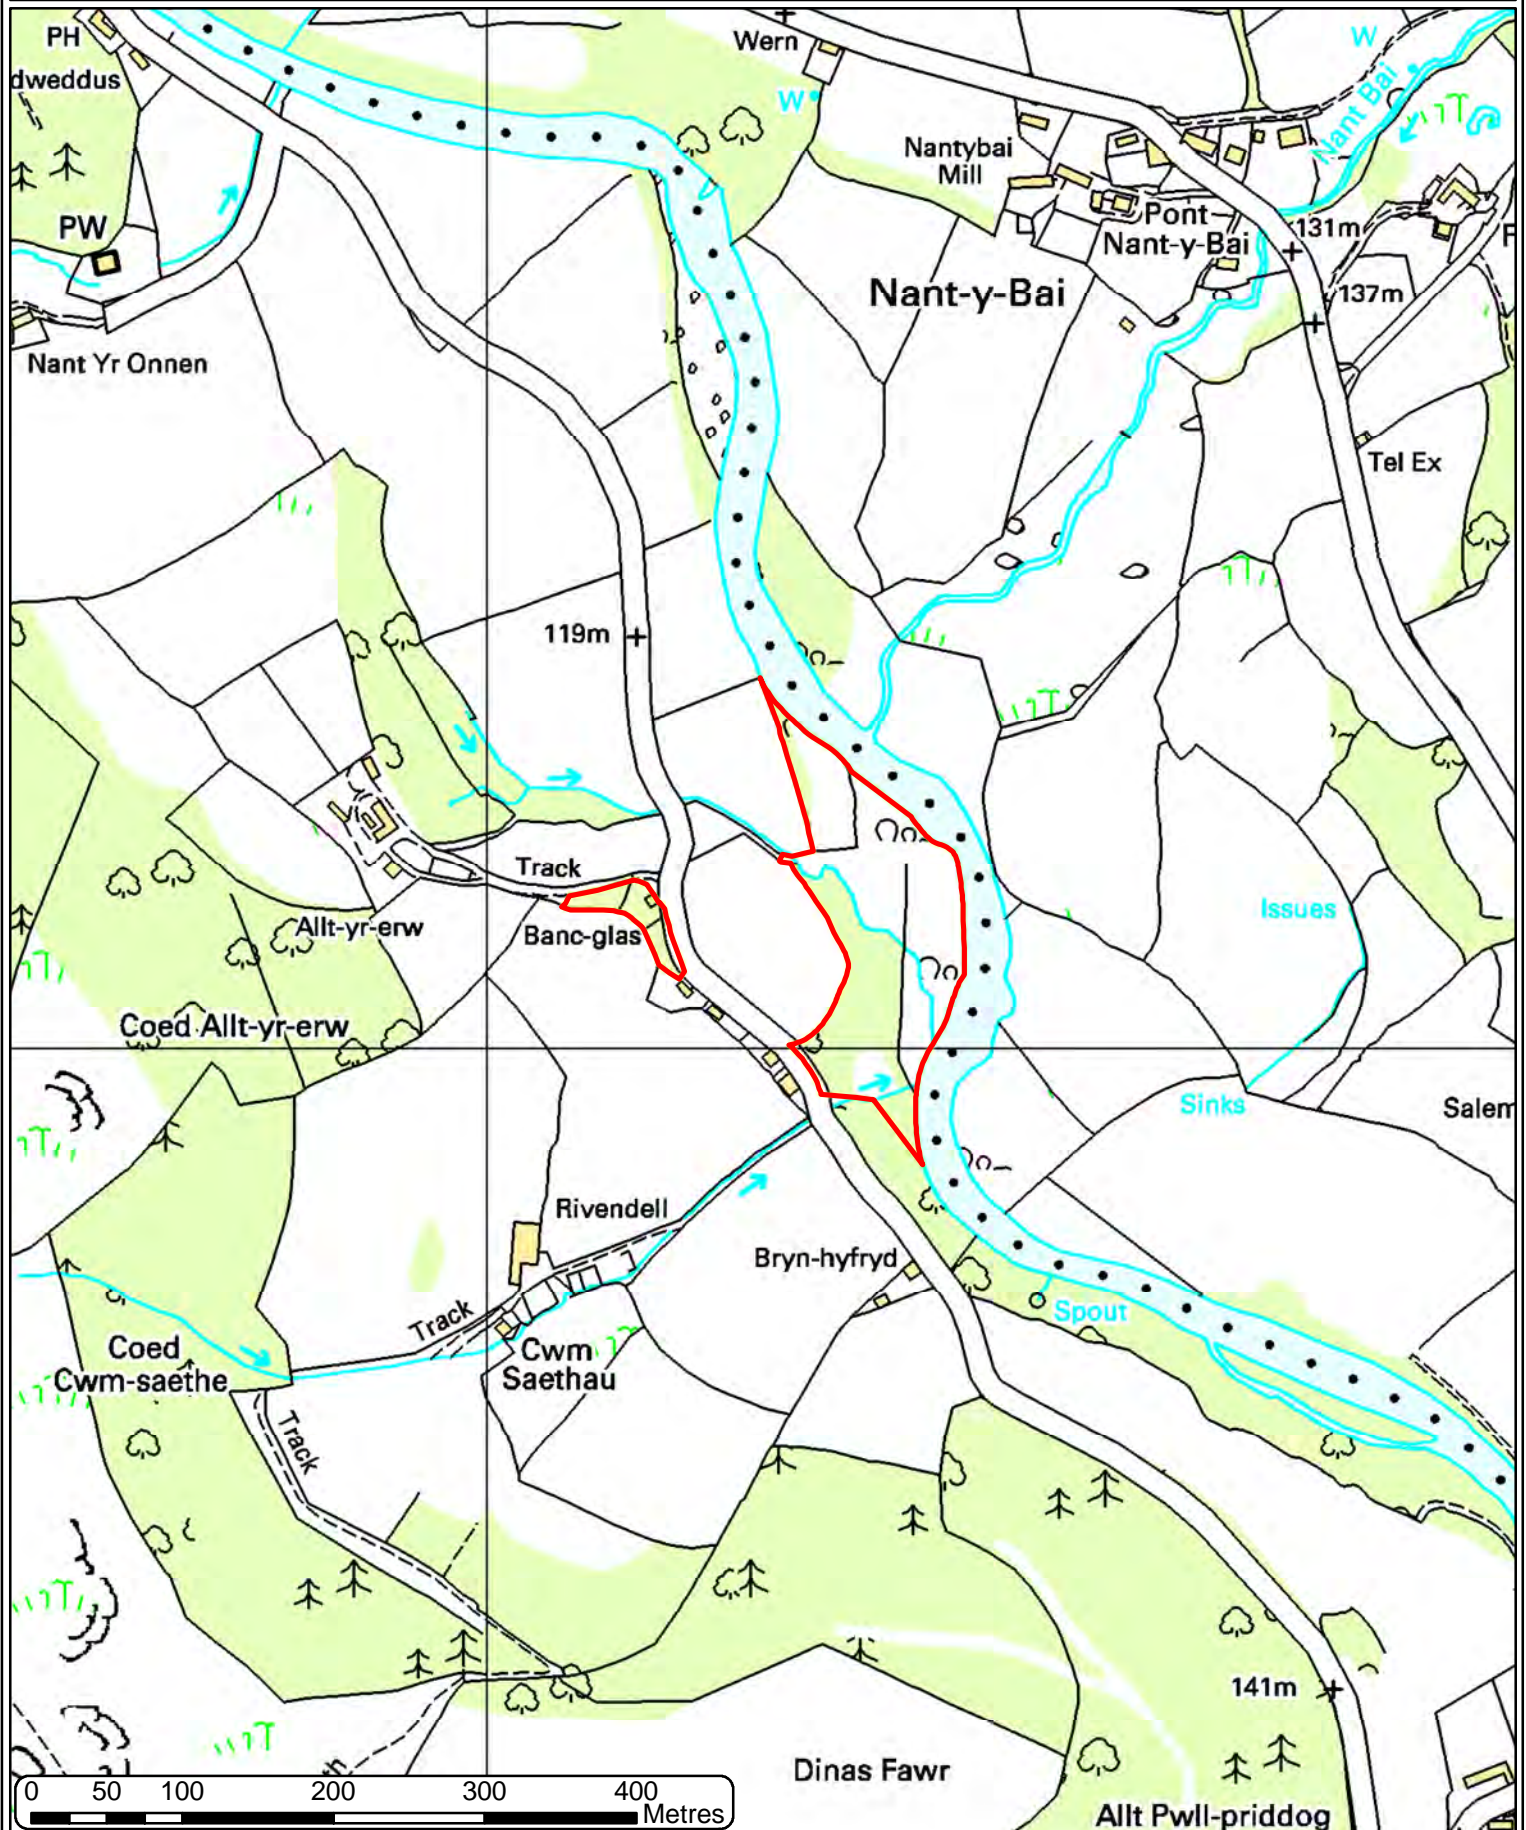 PH
dweddus
Wern
W
W
Nant Bai
Nantybai
Mill
PW
Pont
Nant-y-Bai
131m
F
Nant-y-Bai
137m
Nant Yr Onnen
Tel Ex
119m
Track
Allt-yr-erw
Banc-glas
Issues
Coed Allt-yr-erw
Sinks
Salem
Rivendell
Bryn-hyfryd
Spout
Track
Coed
Cwm-saethe
Cwm
Saethau
Track
141m
Dinas Fawr
Allt Pwll-priddog
0 50 100 200 300 400
Metres